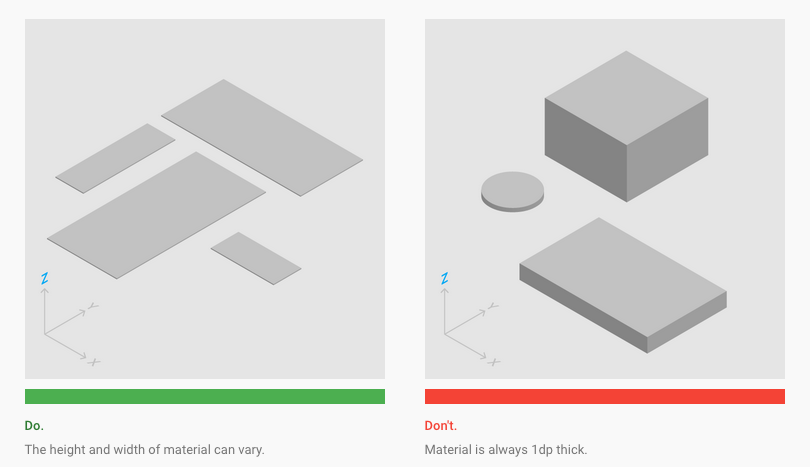 Z
Y
X
Do.
The height and width of material can vary.
Z
Y
X
Don't.
Material is always 1dp thick.